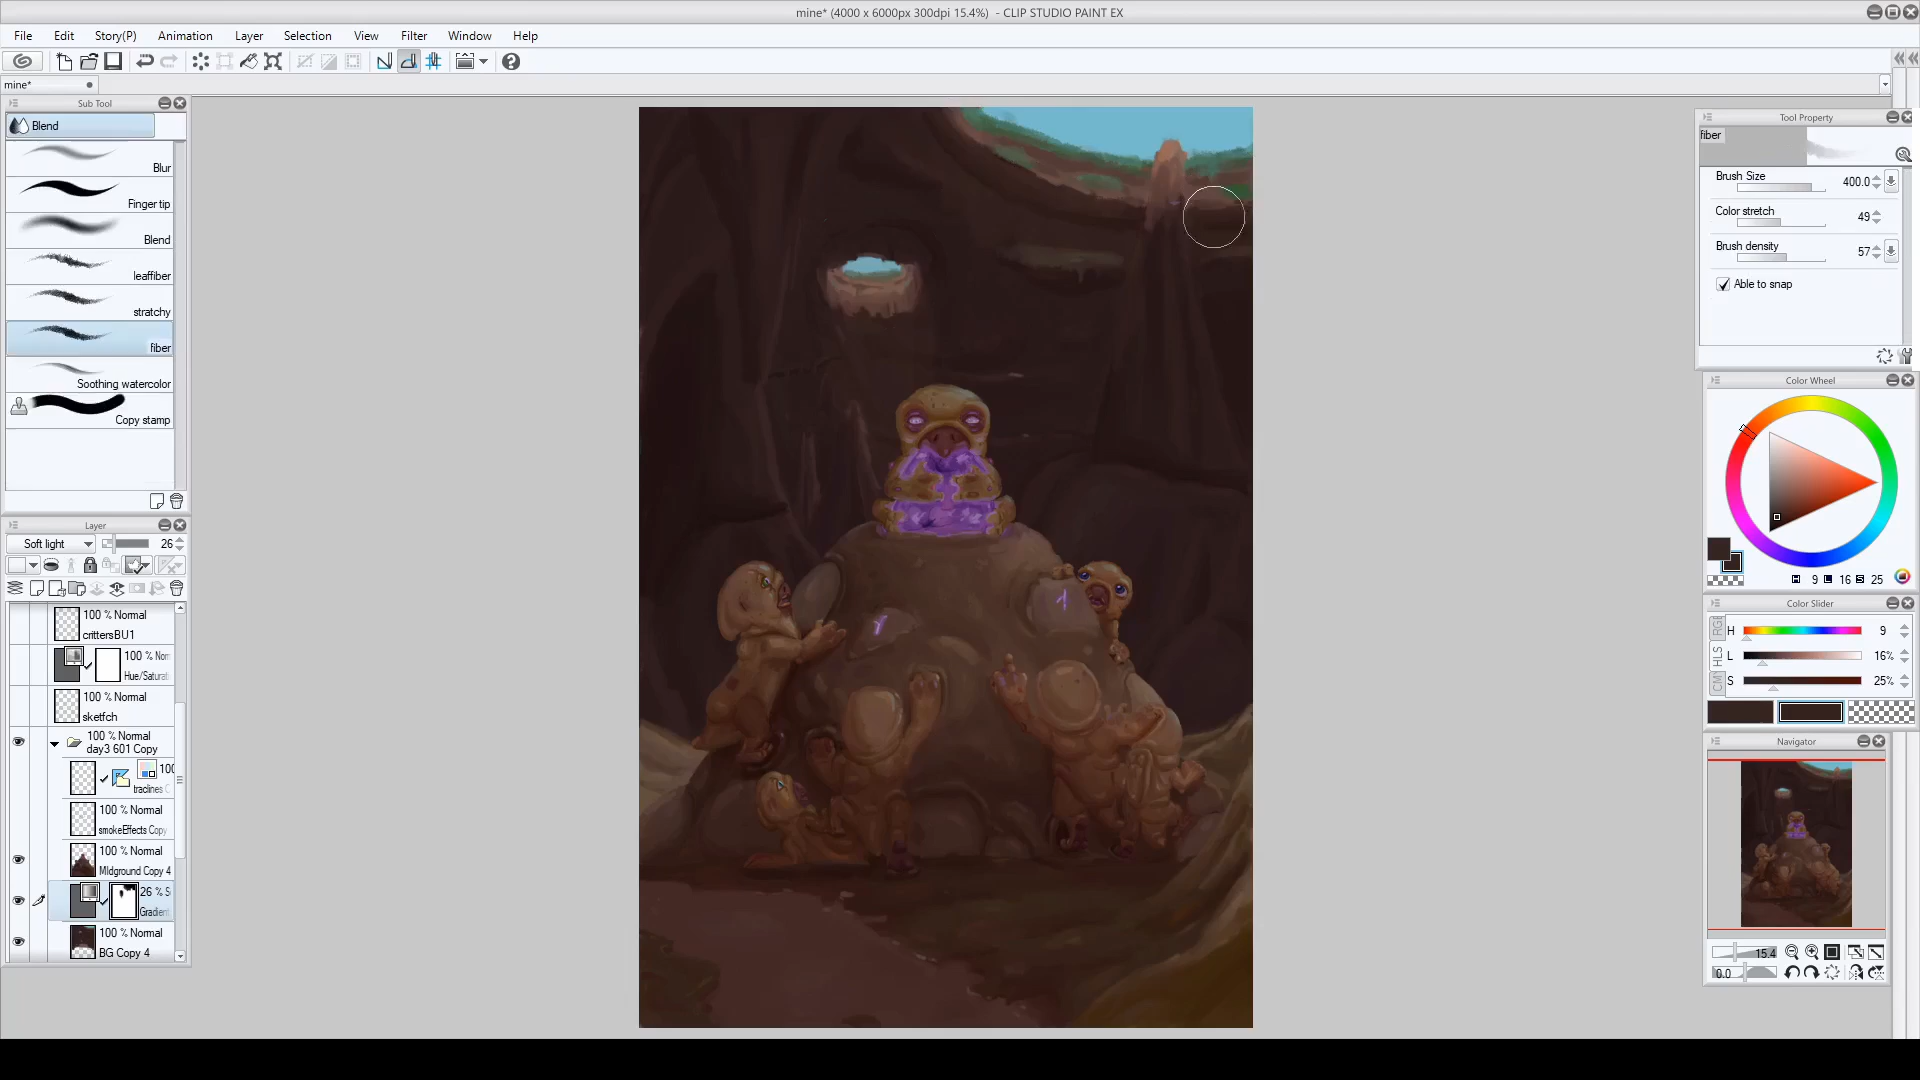 mine* (4000 x 6000px 300dpi 15.4%)  - CLIP STUDIO PAINT EX
File Edit Story(P) Animation Layer Selection View Filter Window Help
mine*
Sub Tool
Blend
Blur
Finger tip
Blend
leaffiber
stratchy
fiber
Soothing watercolor
Copy stamp
Layer
Soft light 26
100 % Normal
crittersBU1
100 % Nor
Hue/Saturati
100 % Normal
sketfch
100 % Normal
day3 601 Copy
100
traclines C
100 % Normal
smokeEffects Copy
100 % Normal
MIdground Copy 4
26 % S
Gradien
100 % Normal
BG Copy 4
Tool Property
fiber
Brush Size 400.0
Color stretch 49
Brush density 57
Able to snap
Color Wheel
H 9 L 16 S 25
Color Slider
RGB
HLS
CM
H 9
L 16%
S 25%
Navigator
15.4
0.0